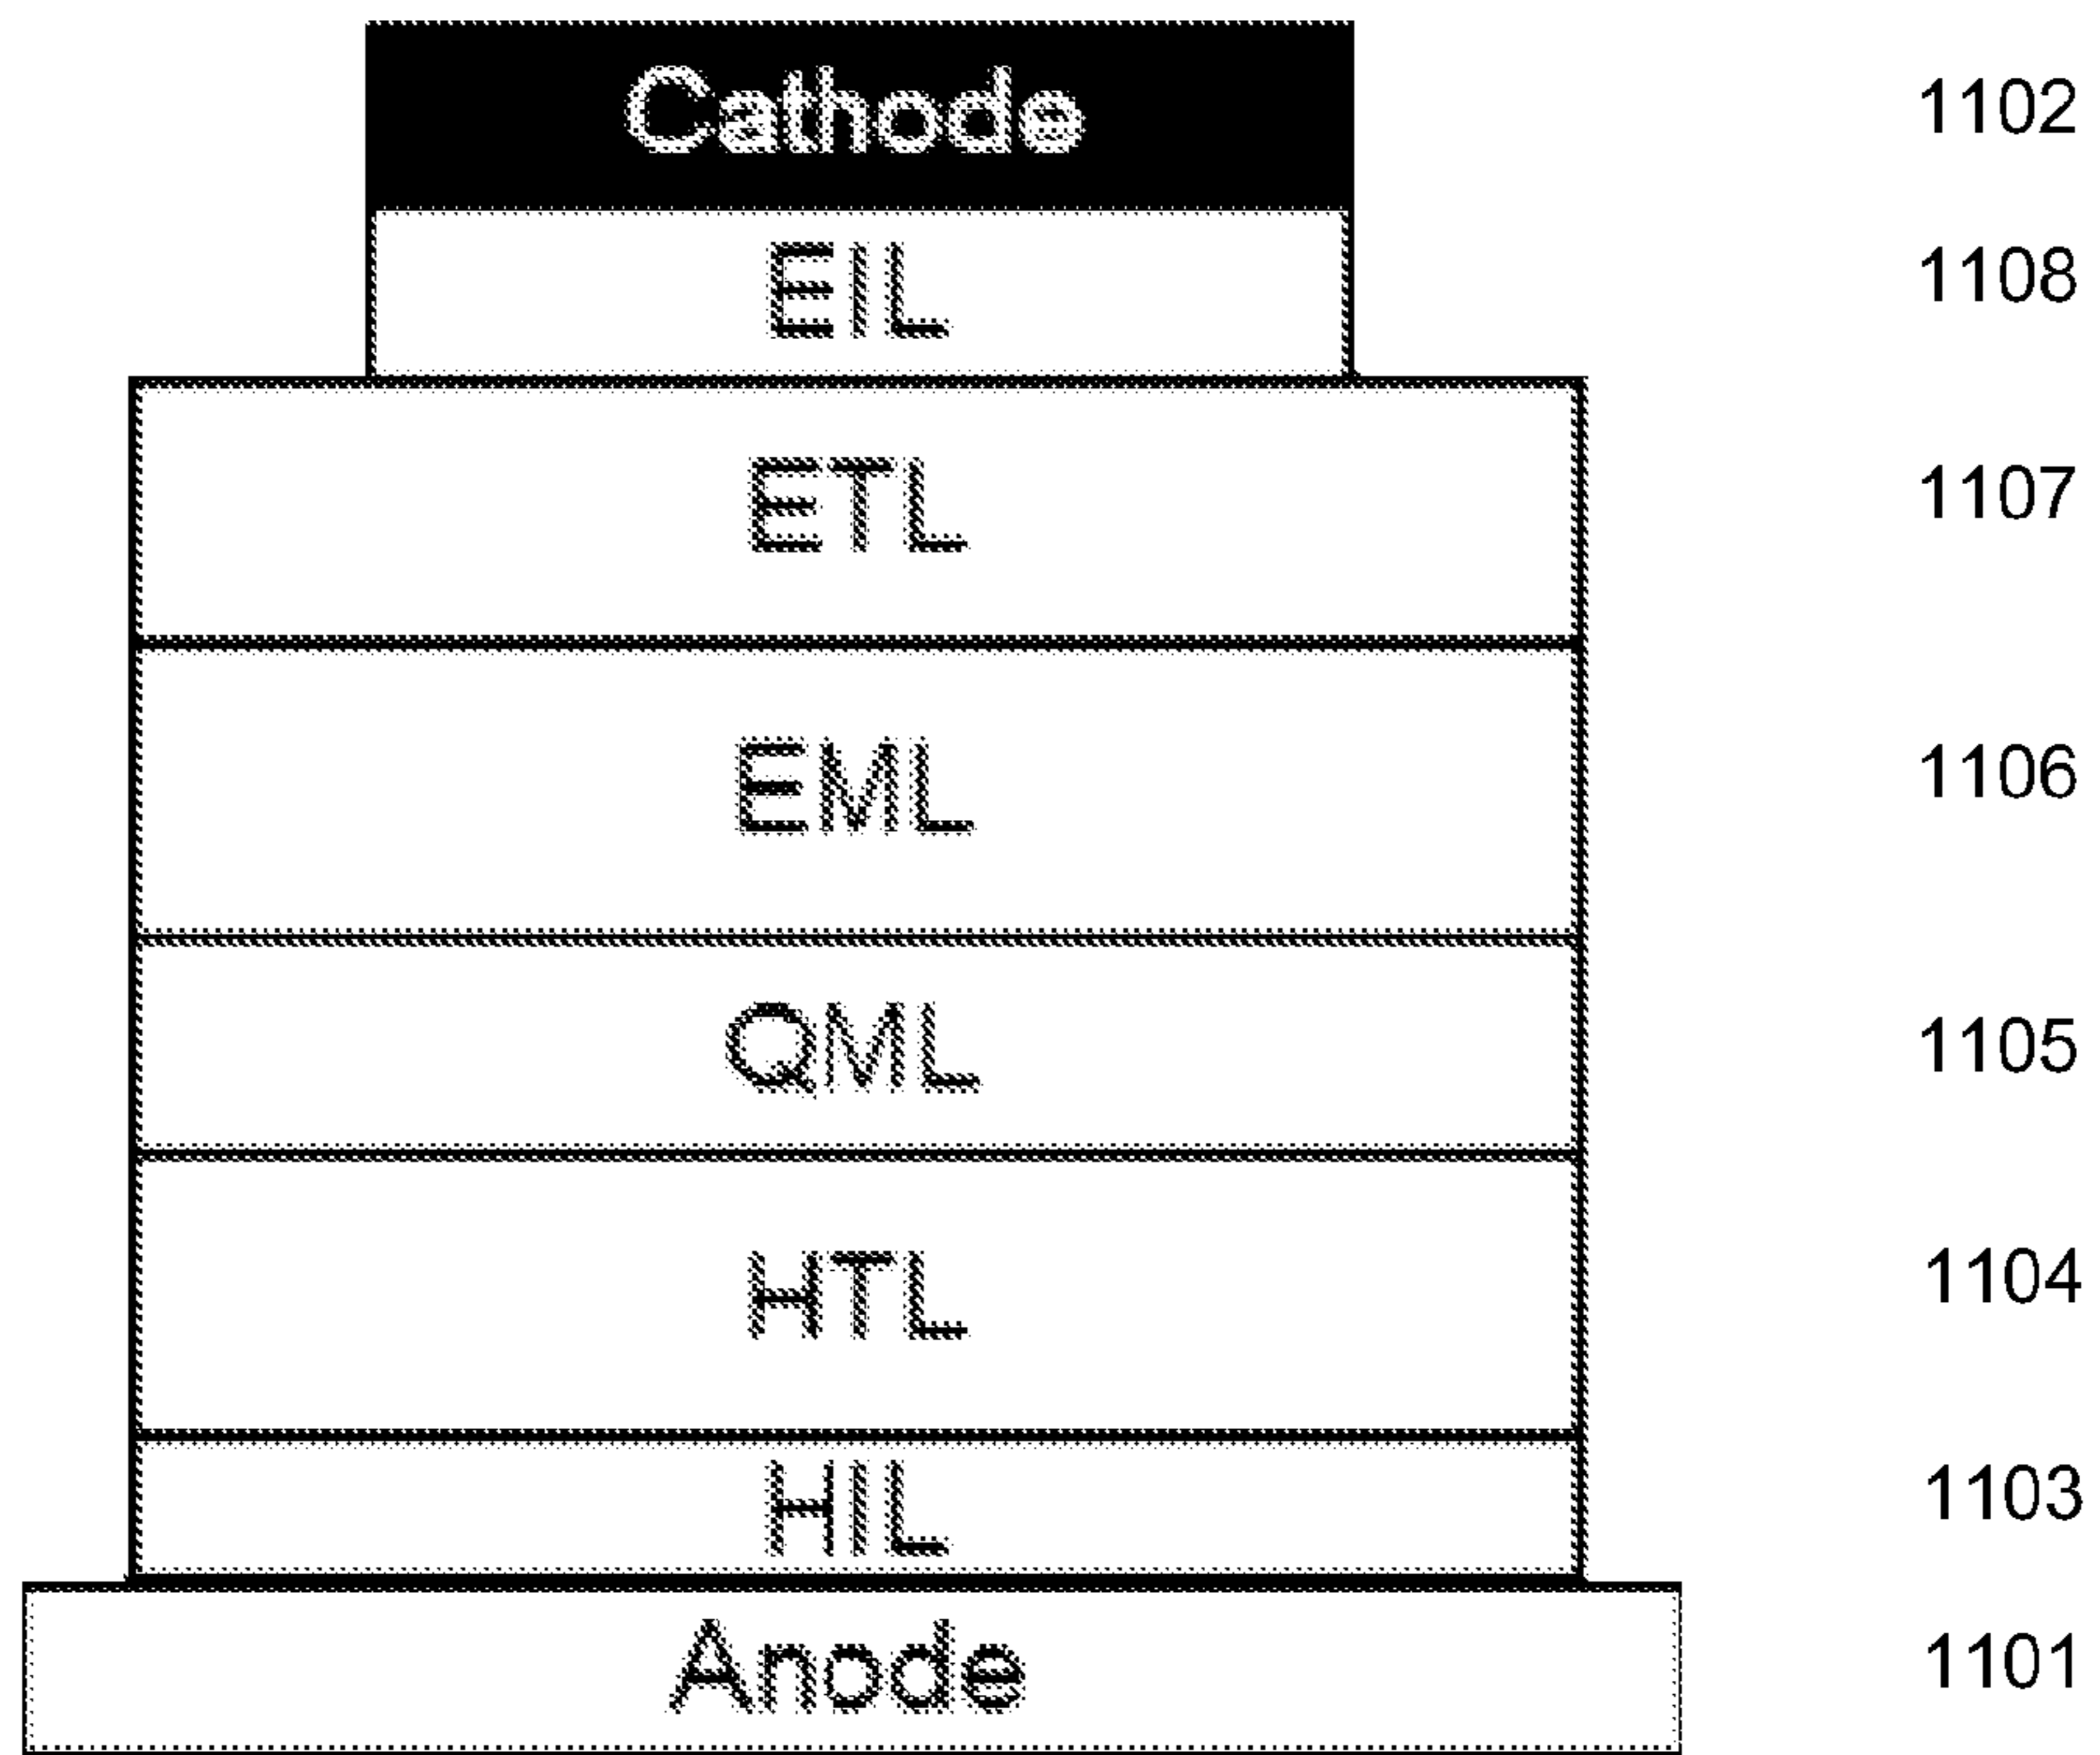 Cathode 1102
EIL 1108
ETL 1107
EML 1106
QML 1105
HTL 1104
HIL 1103
Anode 1101